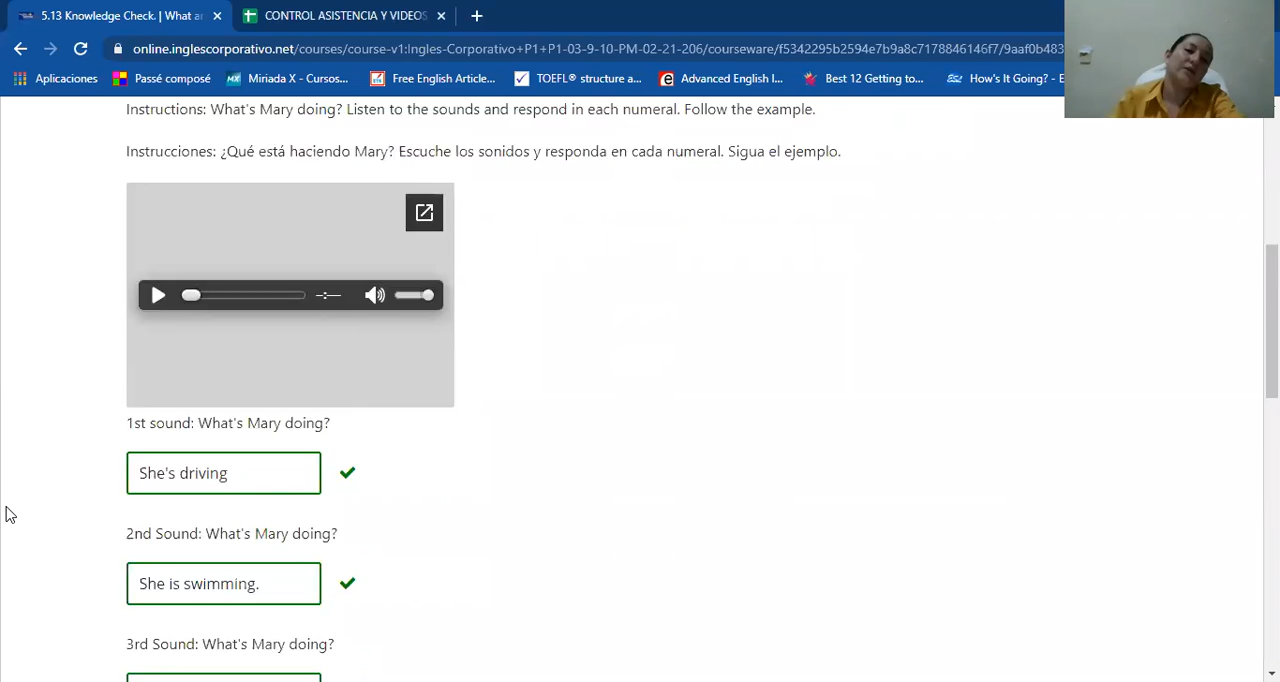 5.13 Knowledge Check. | What ar
CONTROL ASISTENCIA Y VIDEOS
online.inglescorporativo.net/courses/course-v1:Ingles-Corporativo+P1+P1-03-9-10-PM-02-21-206/courseware/f5342295b2594e7b9a8c7178846146f7/9aaf0b483
Aplicaciones
Passé composé
Miriada X - Cursos...
Free English Article...
TOEFL® structure a...
Advanced English l...
Best 12 Getting to...
How's It Going? - E
Instructions: What's Mary doing? Listen to the sounds and respond in each numeral. Follow the example.
Instrucciones: ¿Qué está haciendo Mary? Escuche los sonidos y responda en cada numeral. Sigua el ejemplo.
-:--
1st sound: What's Mary doing?
She's driving
2nd Sound: What's Mary doing?
She is swimming.
3rd Sound: What's Mary doing?